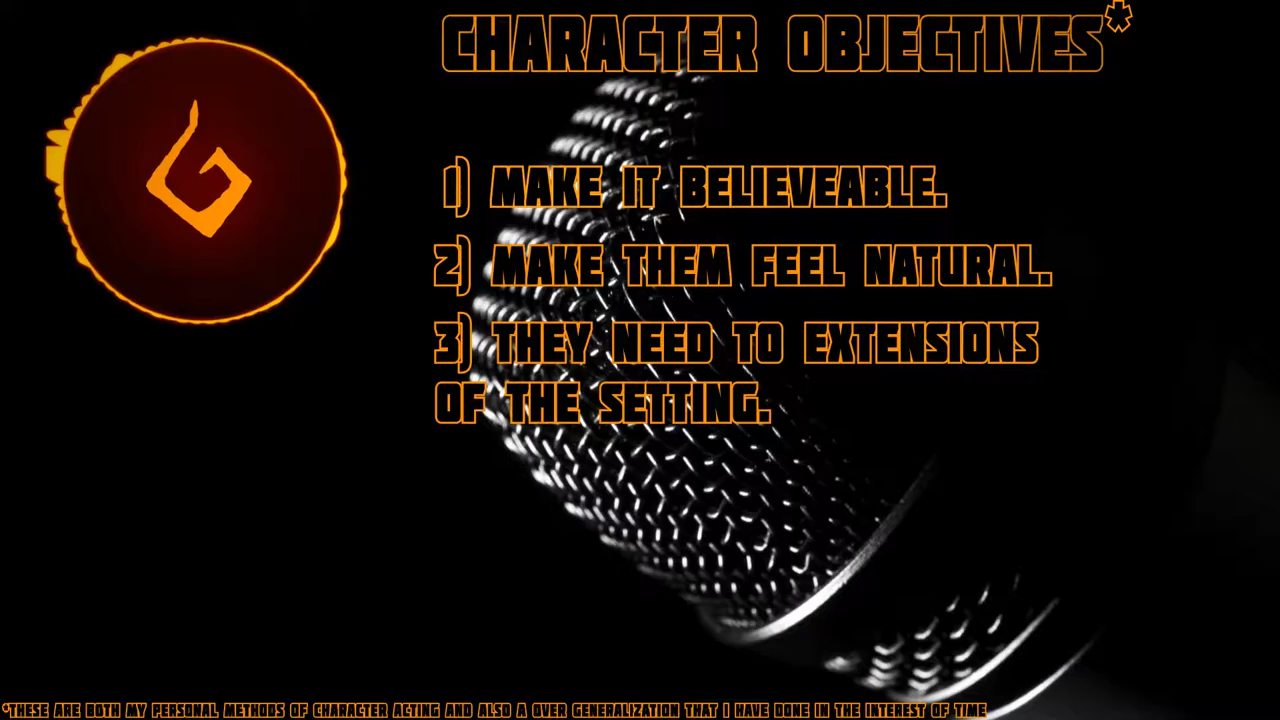 CHARACTER OBJECTIVES*
1) MAKE IT BELIEVEABLE.
2) MAKE THEM FEEL NATURAL.
3) THEY NEED TO EXTENSIONS
OF THE SETTING.
*THESE ARE BOTH MY PERSONAL METHODS OF CHARACTER ACTING AND ALSO A OVER GENERALIZATION THAT I HAVE DONE IN THE INTEREST OF TIME